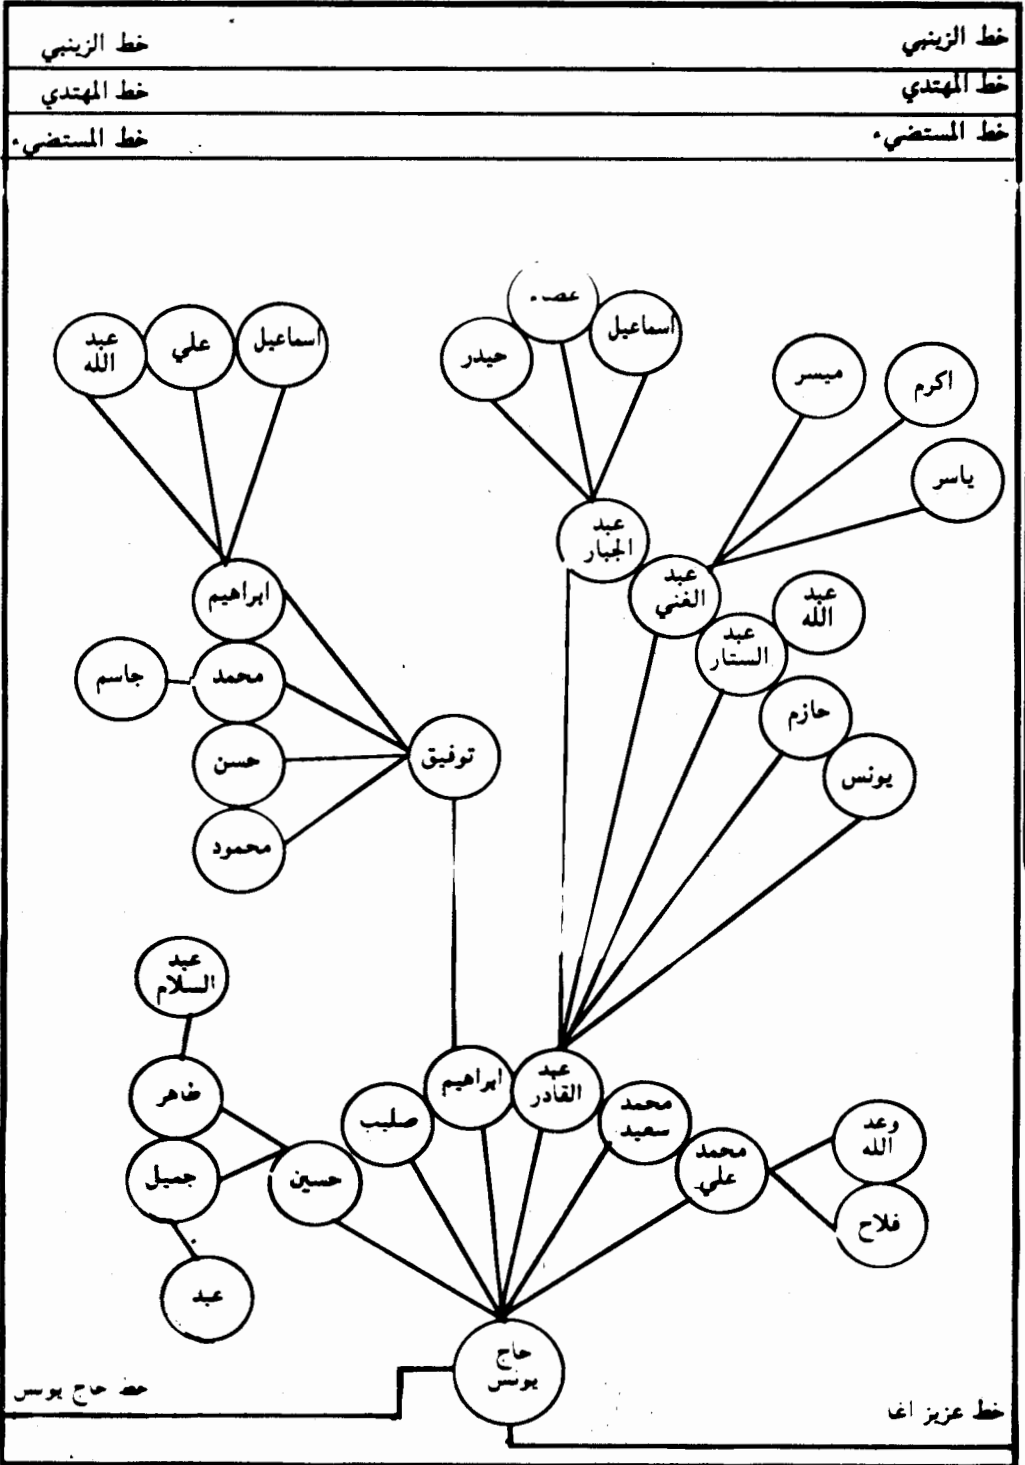 خط الزينبي
خط الزينبي
خط المهتدي
خط المهتدي
خط المستضيء
خط المستضيء
اسماعيل
علي
عبد
الله
اسماعيل
حيدر
ميسر
اكرم
ياسر
عبد
الجبار
عبد
الغني
عبد
الستار
عبد
الله
حازم
يونس
ابراهيم
محمد
جاسم
حسن
محمود
توفيق
عبد
السلام
طاهر
جميل
عبد
حسين
صليب
ابراهيم
عبد
القادر
محمد
سعيد
محمد
علي
وعد
الله
فلاح
حاج
يونس
خط حاج يونس
خط عزيز اغا